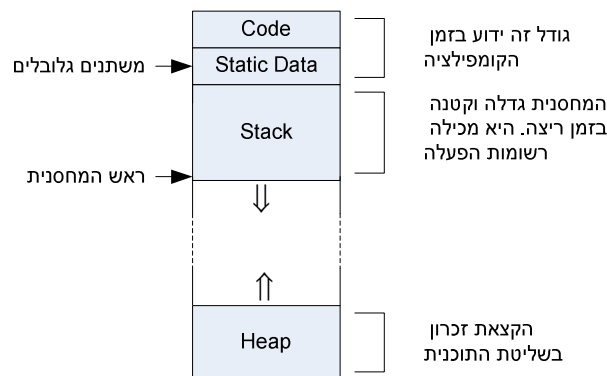 Code
גודל זה ידוע בזמן
הקומפילציה
משתנים גלובלים
Static Data
המחסנית גדלה וקטנה
בזמן ריצה. היא מכילה
רשומות הפעלה
Stack
ראש המחסנית
Heap
הקצאת זכרון
בשליטת התוכנית